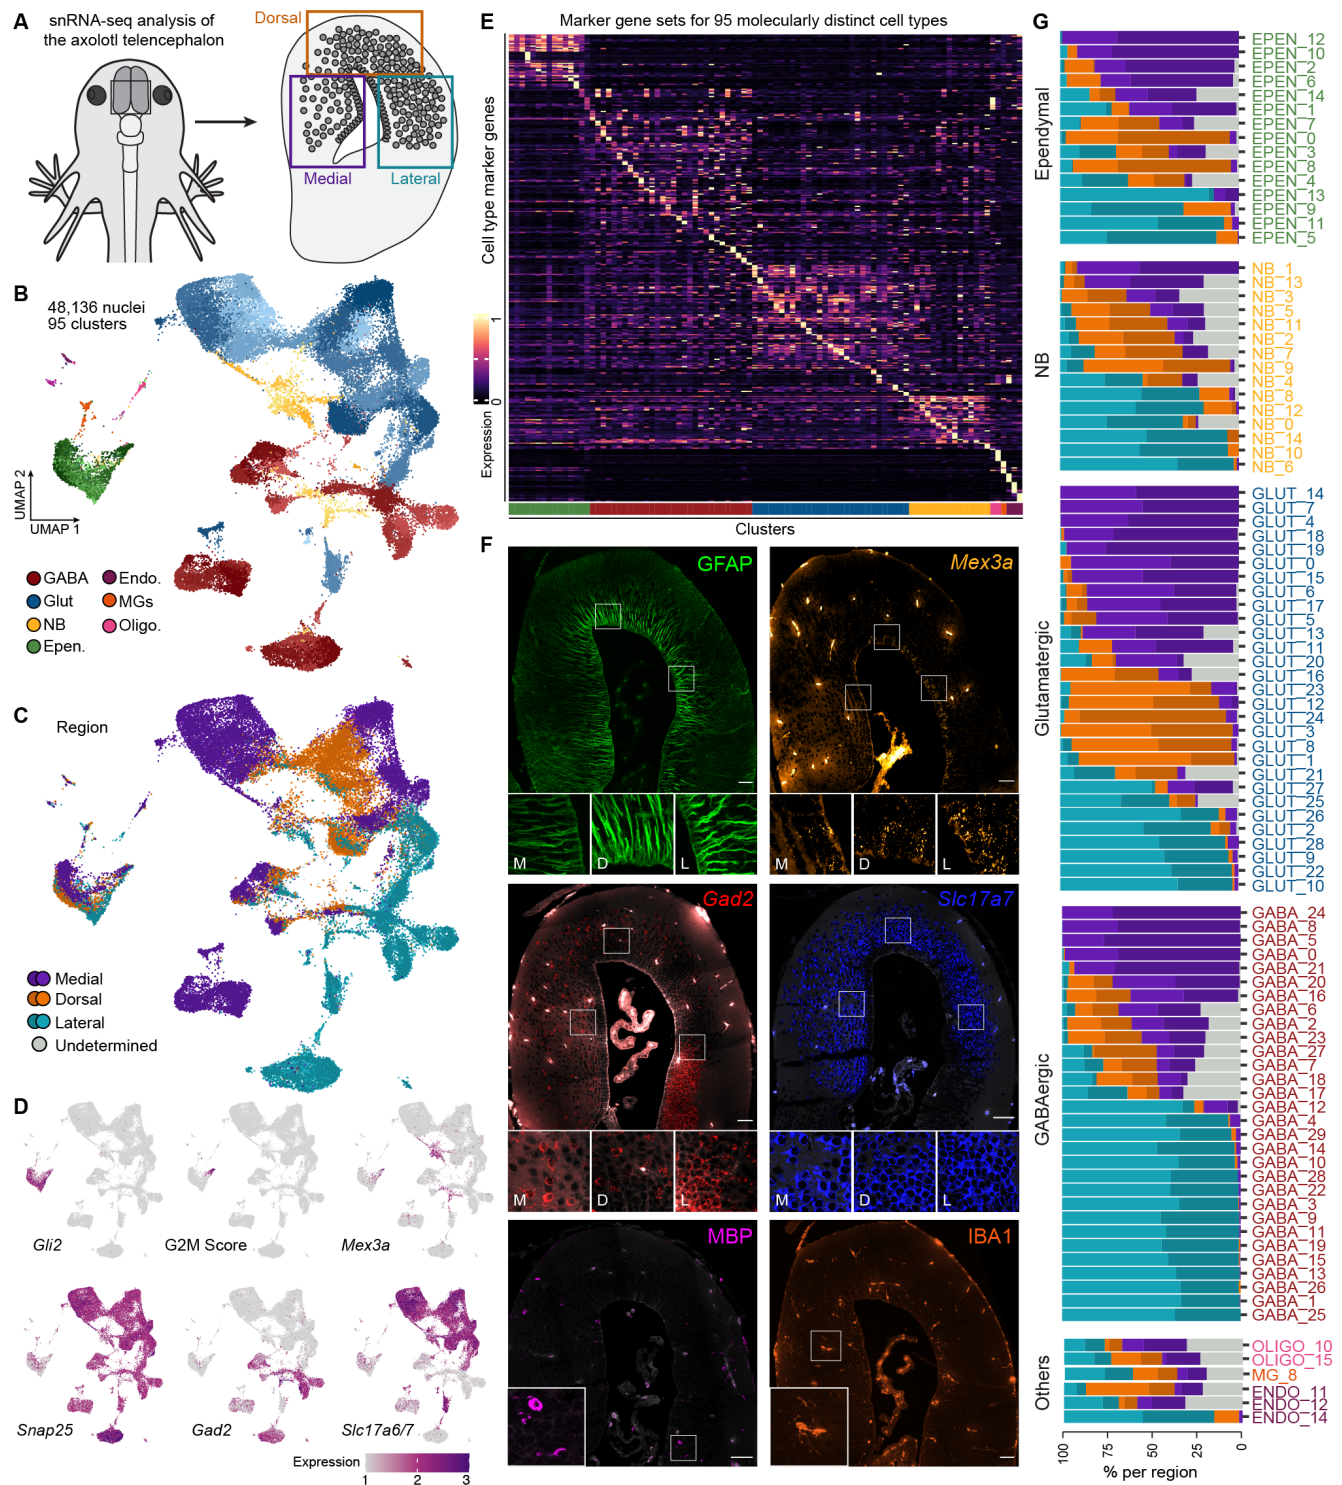 A
snRNA-seq analysis of
the axolotl telencephalon
Dorsal
Medial
Lateral
B
48,136 nuclei
95 clusters
UMAP 2
UMAP 1
GABA
Glut
NB
Epen.
Endo.
MGs
Oligo.
C
Region
Medial
Dorsal
Lateral
Undetermined
D
Gli2
G2M Score
Mex3a
Snap25
Gad2
Slc17a6/7
Expression
1
2
3
E
Marker gene sets for 95 molecularly distinct cell types
Cell type marker genes
1
0
Expression
Clusters
F
GFAP
M
D
L
Mex3a
M
D
L
Gad2
M
D
L
Slc17a7
M
D
L
MBP
IBA1
G
Ependymal
EPEN_12
EPEN_10
EPEN_2
EPEN_6
EPEN_14
EPEN_1
EPEN_7
EPEN_0
EPEN_3
EPEN_8
EPEN_4
EPEN_13
EPEN_9
EPEN_11
EPEN_5
NB
NB_1
NB_13
NB_3
NB_5
NB_11
NB_2
NB_7
NB_9
NB_4
NB_8
NB_12
NB_0
NB_14
NB_10
NB_6
Glutamatergic
GLUT_14
GLUT_7
GLUT_4
GLUT_18
GLUT_19
GLUT_0
GLUT_15
GLUT_6
GLUT_17
GLUT_5
GLUT_13
GLUT_11
GLUT_20
GLUT_16
GLUT_23
GLUT_12
GLUT_24
GLUT_3
GLUT_8
GLUT_1
GLUT_21
GLUT_27
GLUT_25
GLUT_26
GLUT_2
GLUT_28
GLUT_9
GLUT_22
GLUT_10
GABAergic
GABA_24
GABA_8
GABA_5
GABA_0
GABA_21
GABA_20
GABA_16
GABA_6
GABA_2
GABA_23
GABA_27
GABA_7
GABA_18
GABA_17
GABA_12
GABA_4
GABA_29
GABA_14
GABA_10
GABA_28
GABA_22
GABA_3
GABA_9
GABA_11
GABA_19
GABA_15
GABA_13
GABA_26
GABA_1
GABA_25
Others
OLIGO_10
OLIGO_15
MG_8
ENDO_11
ENDO_12
ENDO_14
100
75
50
25
0
% per region